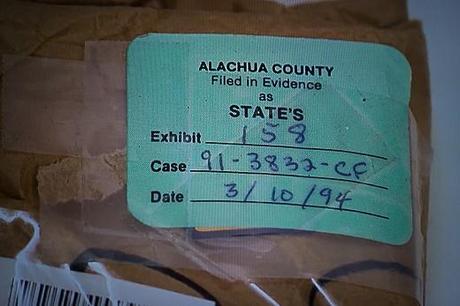 ALACHUA COUNTY
Filed in Evidence
as
STATE'S
Exhibit 158
Case 91-3832-CF
Date 3/10/94